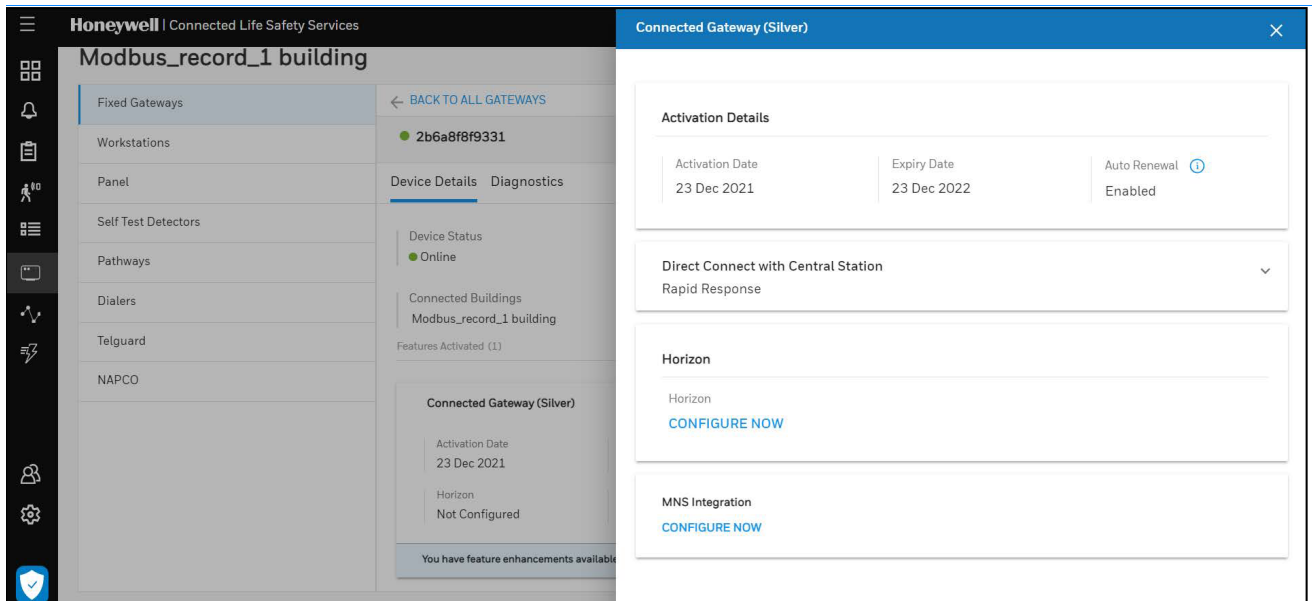 Honeywell | Connected Life Safety Services
Modbus_record_1 building
Fixed Gateways
Workstations
Panel
Self Test Detectors
Pathways
Dialers
Telguard
NAPCO
← BACK TO ALL GATEWAYS
2b6a8f8f9331
Device Details Diagnostics
Device Status
Online
Connected Buildings
Modbus_record_1 building
Features Activated (1)
Connected Gateway (Silver)
Activation Date
23 Dec 2021
Horizon
Not Configured
You have feature enhancements available
Connected Gateway (Silver)
Activation Details
Activation Date
23 Dec 2021
Expiry Date
23 Dec 2022
Auto Renewal
Enabled
Direct Connect with Central Station
Rapid Response
Horizon
Horizon
CONFIGURE NOW
MNS Integration
CONFIGURE NOW